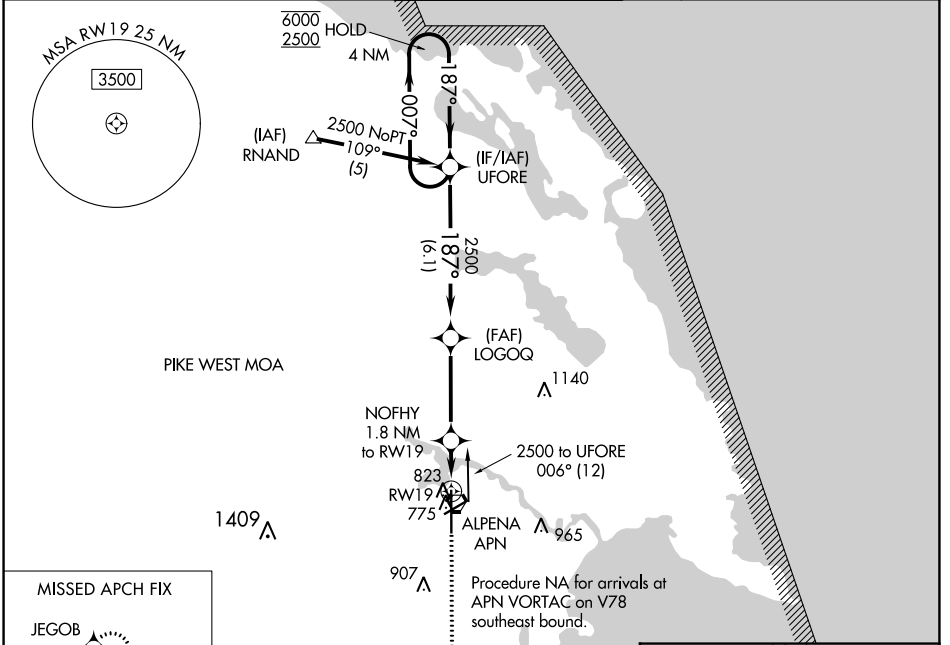 MSA RW 19 25 NM
3500
6000
2500
HOLD
4 NM
187°
007°
(IAF)
RNAND
2500 NoPT
109°
(5)
(IF/IAF)
UFORE
2500
187°
(6.1)
(FAF)
LOGOQ
PIKE WEST MOA
1140
NOFHY
1.8 NM
to RW19
2500 to UFORE
006° (12)
823
RW19
775
1409
ALPENA
APN
965
907
Procedure NA for arrivals at
APN VORTAC on V78
southeast bound.
MISSED APCH FIX
JEGOB